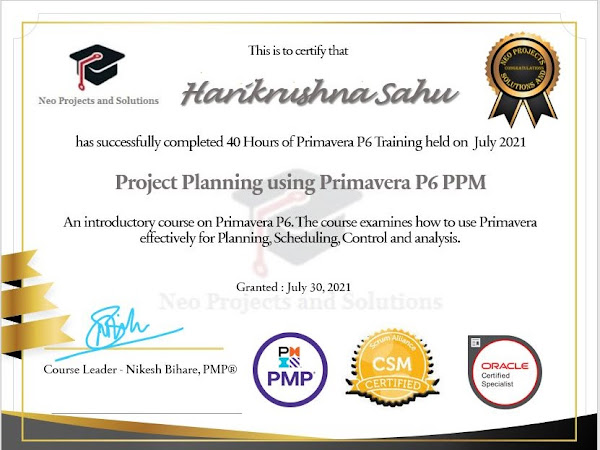 This is to certify that
Neo Projects and Solutions
Harikrushna Sahu
NEO PROJECTS
CONGRATULATIONS
SOLUTIONS AND
has successfully completed 40 Hours of Primavera P6 Training held on July 2021
Project Planning using Primavera P6 PPM
An introductory course on Primavera P6. The course examines how to use Primavera
effectively for Planning, Scheduling, Control and analysis.
Granted : July 30, 2021
Neo Projects and Solutions
Course Leader - Nikesh Bihare, PMP®
PMI
PMP®
Scrum Alliance
CSM
CERTIFIED
ORACLE
Certified
Specialist